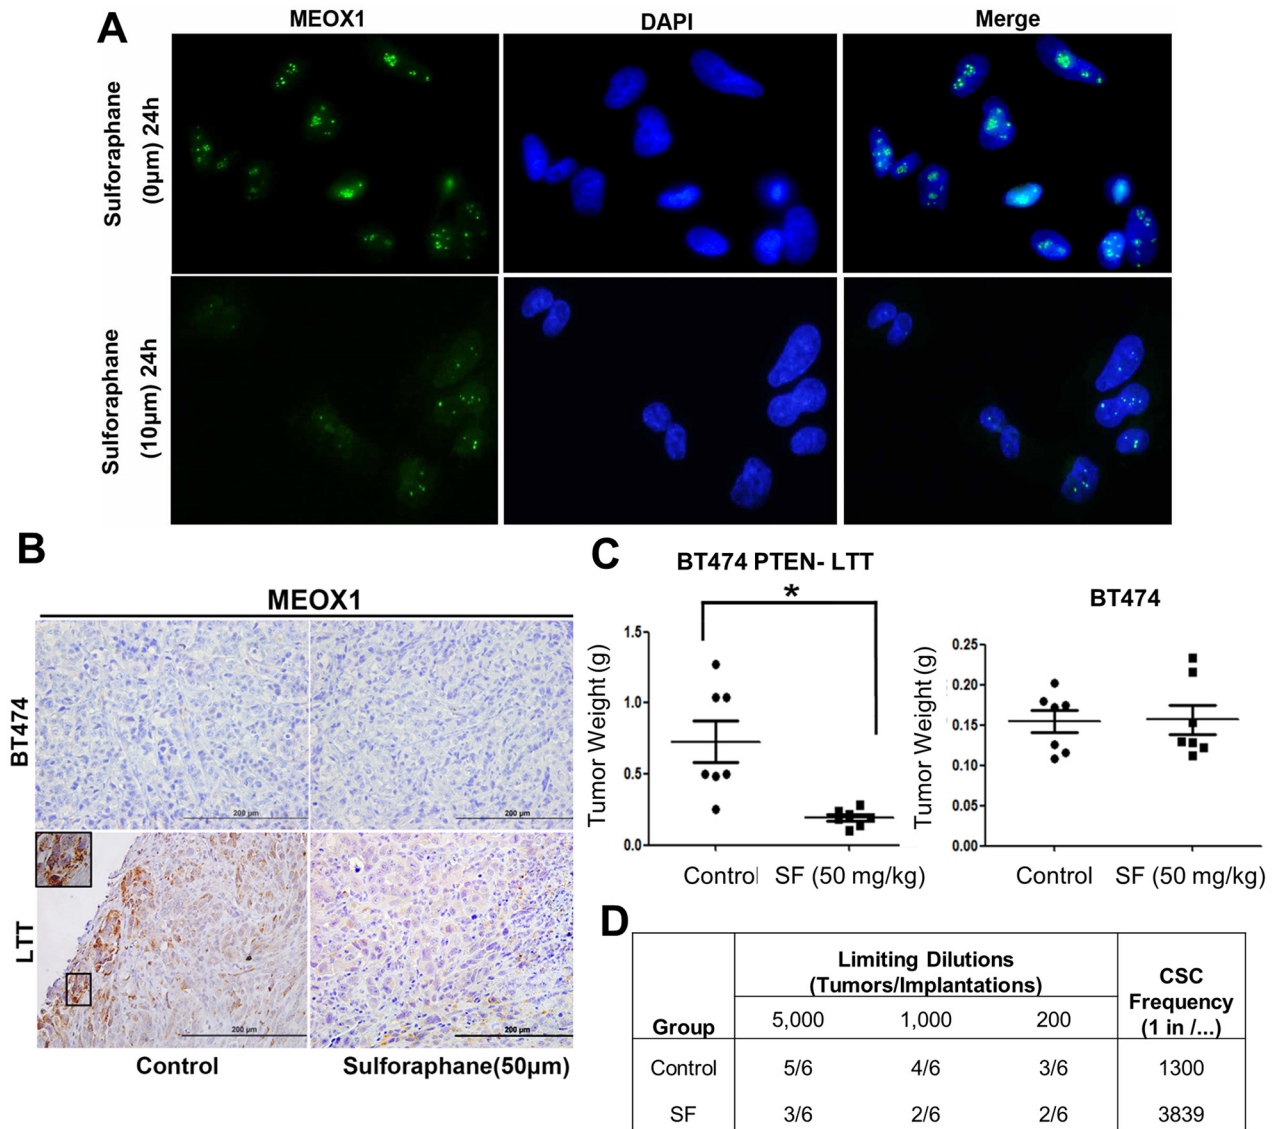 A
MEOX1 DAPI Merge
Sulforaphane
(0µm) 24h
Sulforaphane
(10µm) 24h
B
MEOX1
BT474
200 µm
200 µm
LTT
200 µm
200 µm
Control Sulforaphane(50µm)
C
BT474 PTEN- LTT
*
Tumor Weight (g)
1.5
1.0
0.5
0.0
Control SF (50 mg/kg)
BT474
Tumor Weight (g)
0.25
0.20
0.15
0.10
0.05
0.00
Control SF (50 mg/kg)
D
Group
Limiting Dilutions
(Tumors/Implantations)
5,000 1,000 200
CSC
Frequency
(1 in /...)
Control 5/6 4/6 3/6 1300
SF 3/6 2/6 2/6 3839